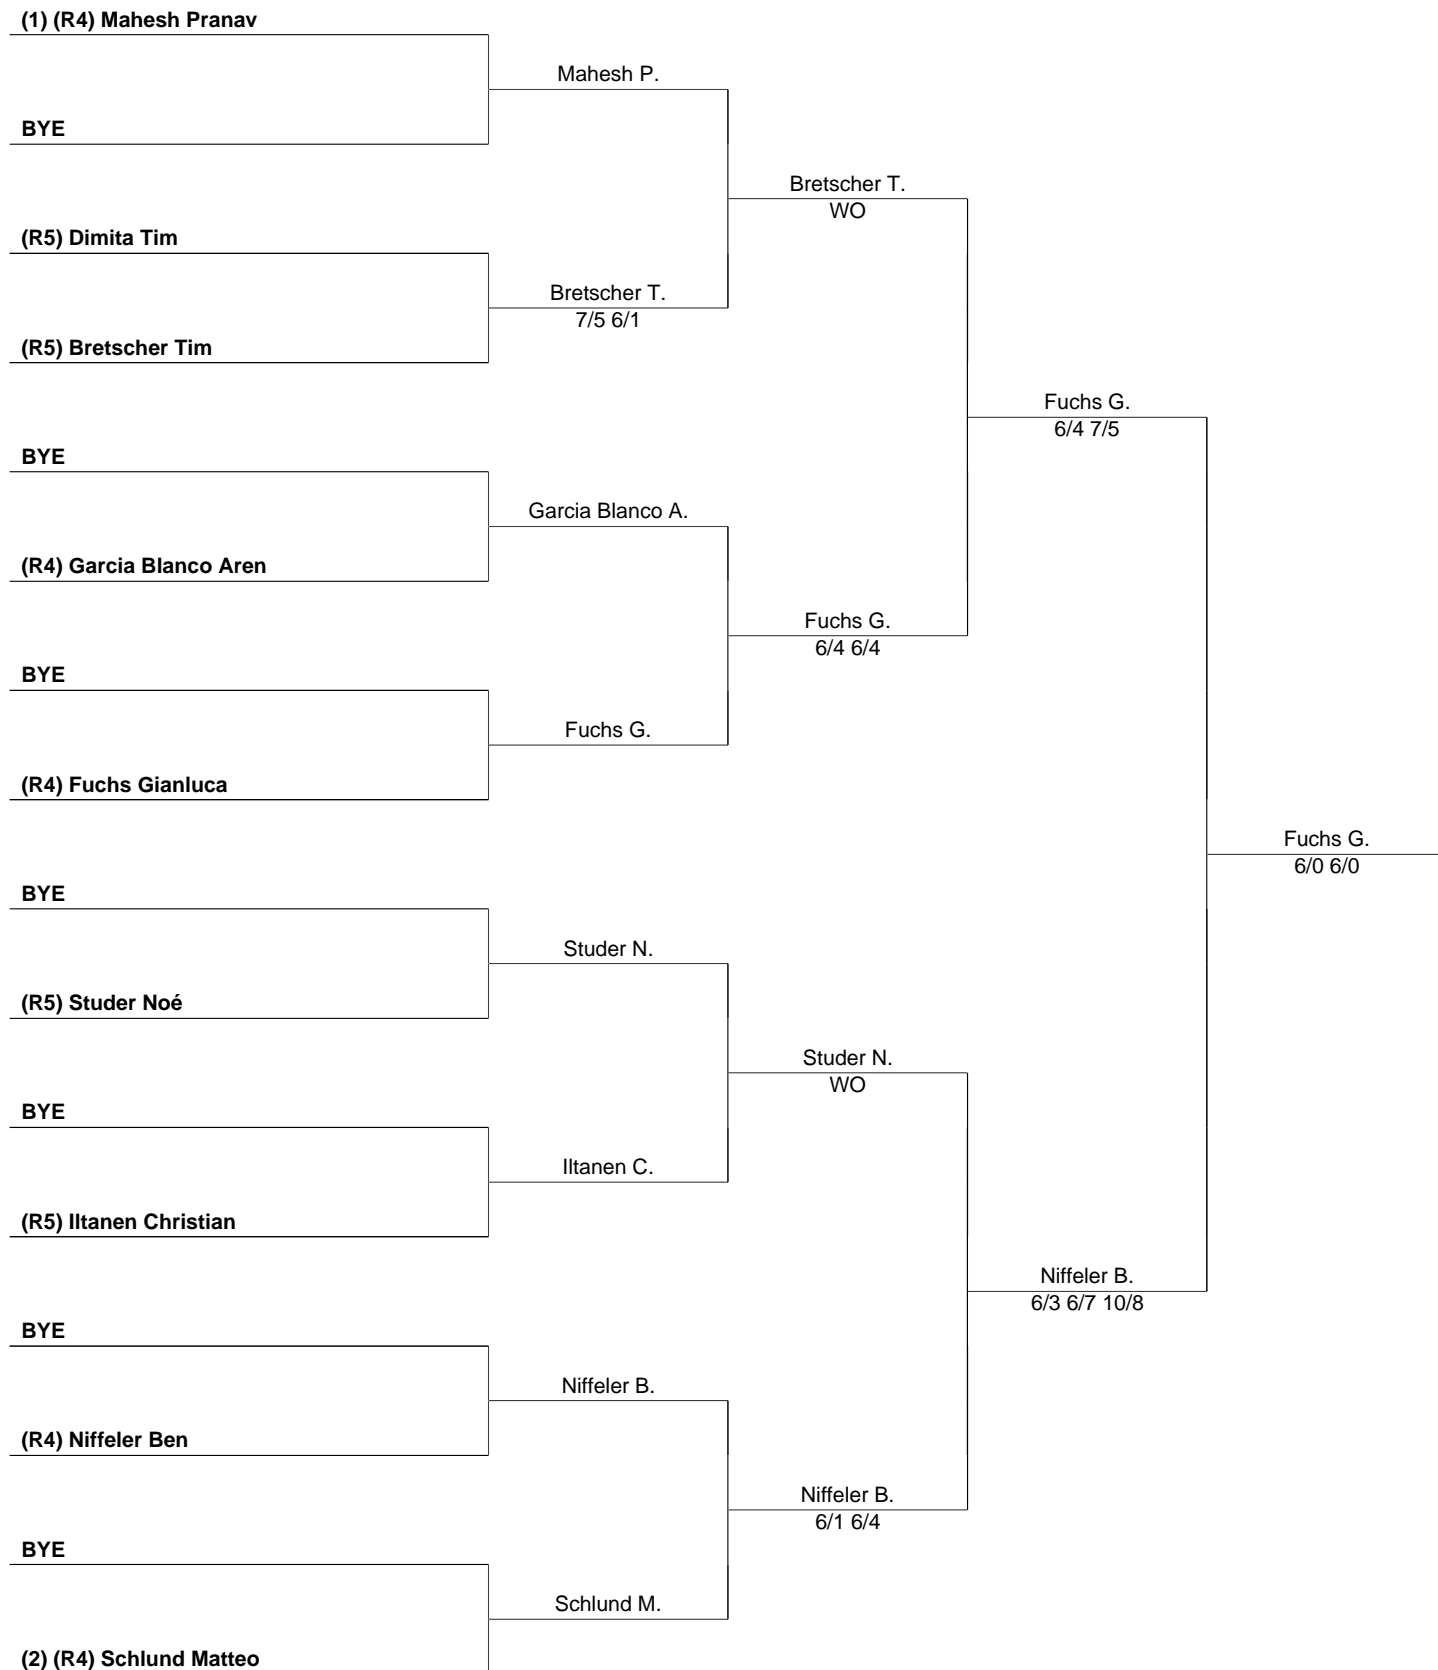 (1) (R4) Mahesh Pranav
Mahesh P.
BYE
Bretscher T.
WO
(R5) Dimita Tim
Bretscher T.
7/5 6/1
(R5) Bretscher Tim
Fuchs G.
6/4 7/5
BYE
Garcia Blanco A.
(R4) Garcia Blanco Aren
Fuchs G.
6/4 6/4
BYE
Fuchs G.
(R4) Fuchs Gianluca
Fuchs G.
6/0 6/0
BYE
Studer N.
(R5) Studer Noé
Studer N.
WO
BYE
Iltanen C.
(R5) Iltanen Christian
Niffeler B.
6/3 6/7 10/8
BYE
Niffeler B.
(R4) Niffeler Ben
Niffeler B.
6/1 6/4
BYE
Schlund M.
(2) (R4) Schlund Matteo